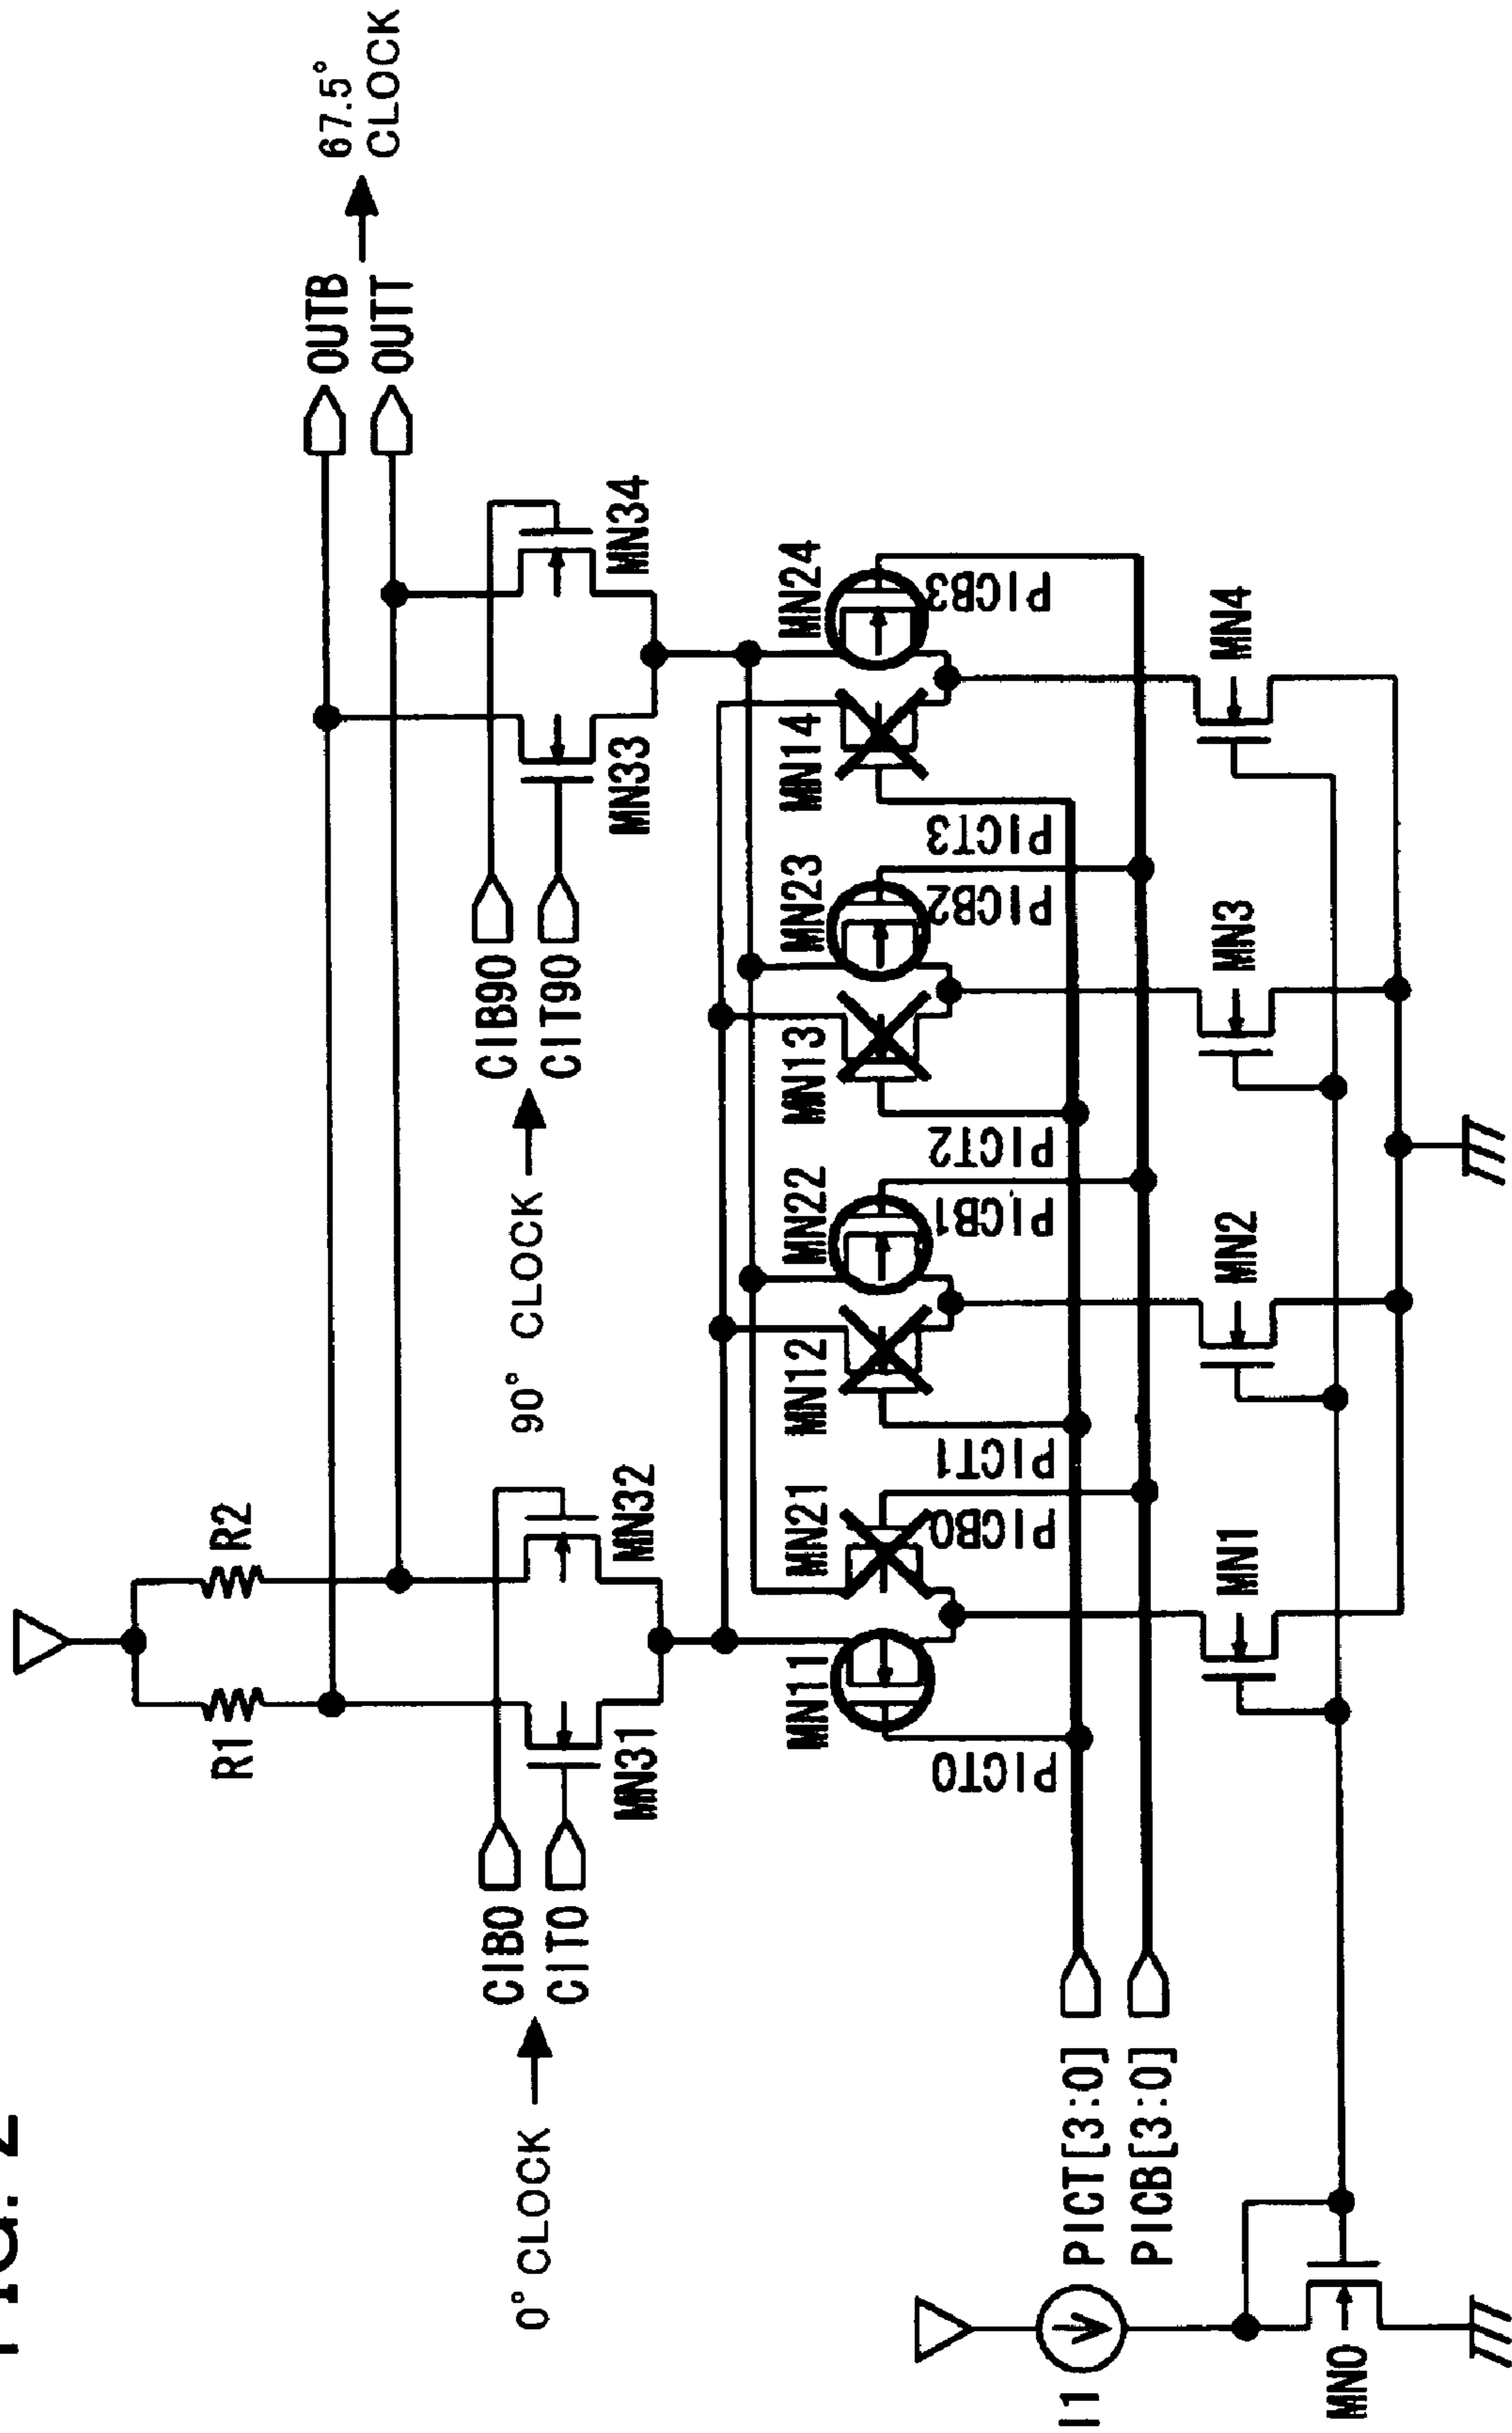 FIG. 2
R1
R2
OUTB
OUTT
67.5°
CLOCK
0° CLOCK
CIB0
CIT0
MN31
MN32
90° CLOCK
CIB90
CIT90
MN33
MN34
MN11
MN21
MN12
MN22
MN13
MN23
MN14
MN24
PICT0
PICB0
PICT1
PICB1
PICT2
PICB2
PICT3
PICB3
I1
PICT[3:0]
PICB[3:0]
MN0
MN1
MN2
MN3
MN4